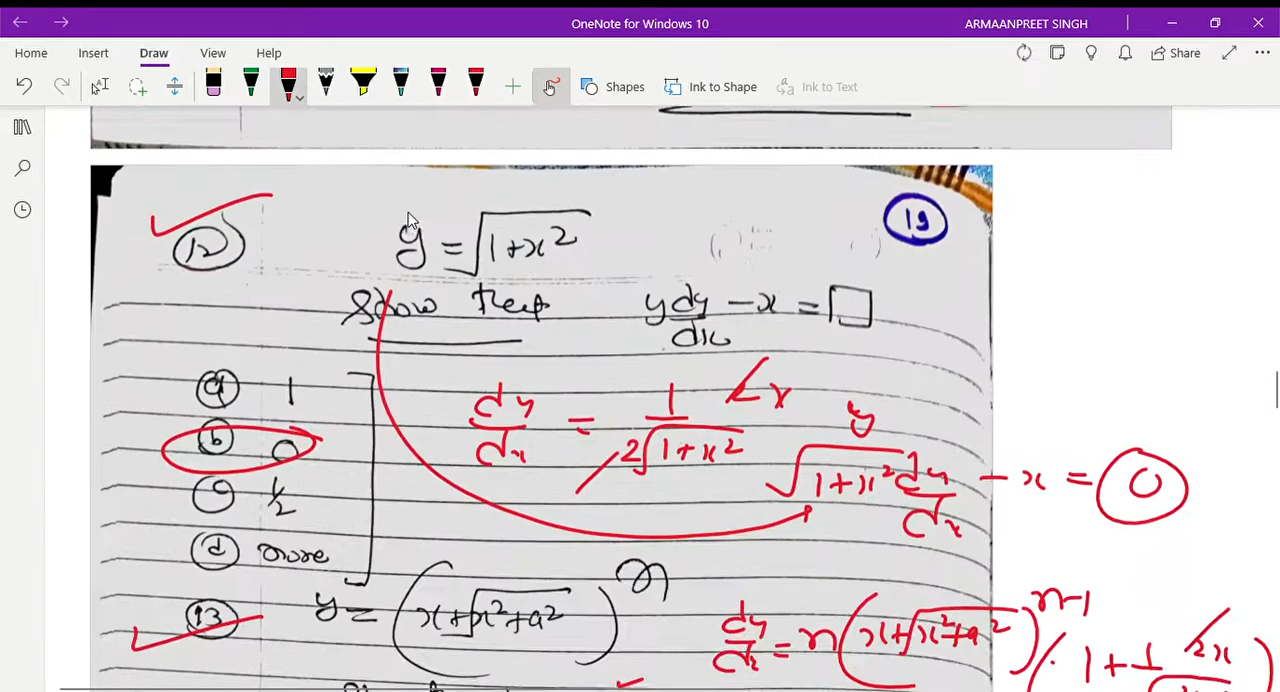 OneNote for Windows 10
ARMAANPREET SINGH
Home Insert Draw View Help
Share
Shapes
Ink to Shape
Ink to Text
19
12 y = √(1+x²)
Show that y dy/dx - x = □
a 1
b 0
c 1/2
d none
dy/dx = 1/(2√(1+x²)) 2x
y
√(1+x²) dy/dx - x = 0
13 y = (x+√(x²+a²))^n
dy/dx = n(x+√(x²+a²))^(n-1) (1+1 2x